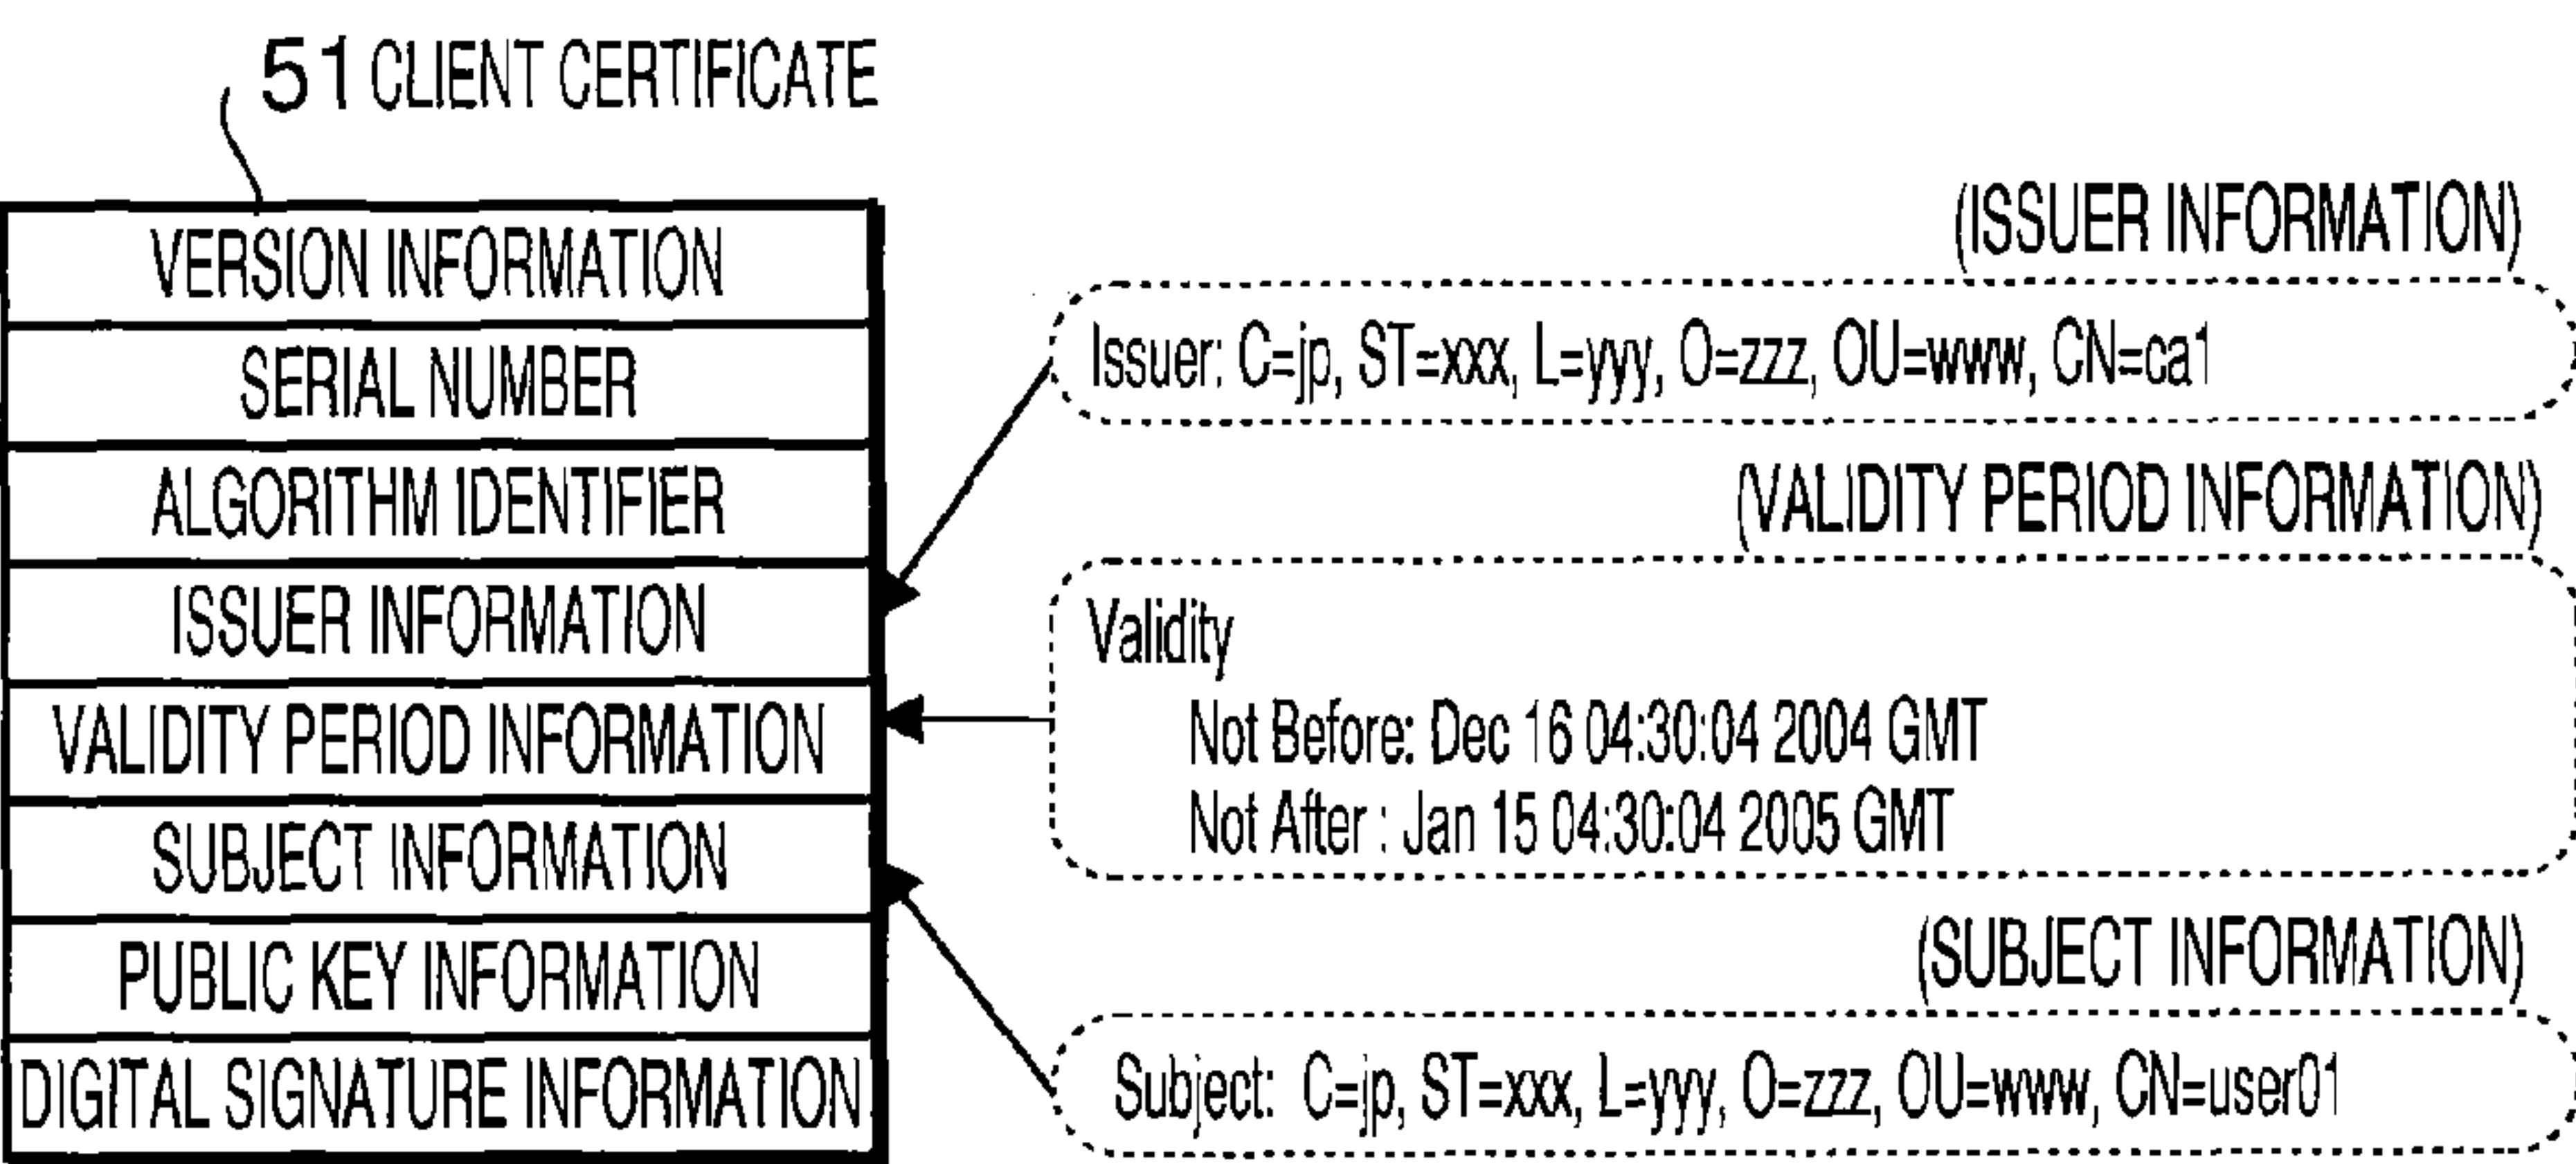 51 CLIENT CERTIFICATE
VERSION INFORMATION
SERIAL NUMBER
ALGORITHM IDENTIFIER
ISSUER INFORMATION
VALIDITY PERIOD INFORMATION
SUBJECT INFORMATION
PUBLIC KEY INFORMATION
DIGITAL SIGNATURE INFORMATION
(ISSUER INFORMATION)
Issuer: C=jp, ST=xxx, L=yyy, O=zzz, OU=www, CN=ca1
(VALIDITY PERIOD INFORMATION)
Validity
Not Before: Dec 16 04:30:04 2004 GMT
Not After : Jan 15 04:30:04 2005 GMT
(SUBJECT INFORMATION)
Subject: C=jp, ST=xxx, L=yyy, O=zzz, OU=www, CN=user01